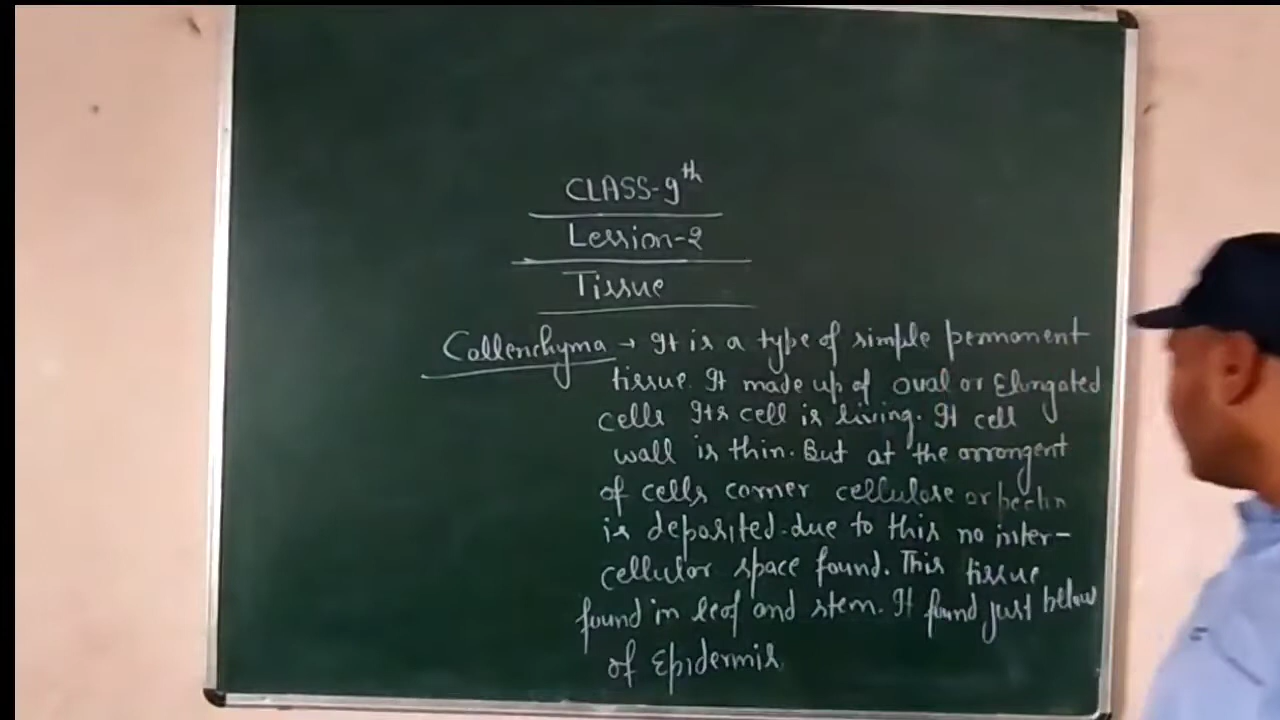 CLASS-9th
Lession-2
Tissue
Collenchyma → It is a type of simple permanent
tissue. It made up of oval or Elongated
cells Its cell is living. It cell
wall is thin. But at the arrongent
of cells corner cellulose or pectin
is deposited. due to this no inter-
cellular space found. This tissue
found in leaf and stem. It found just below
of Epidermis